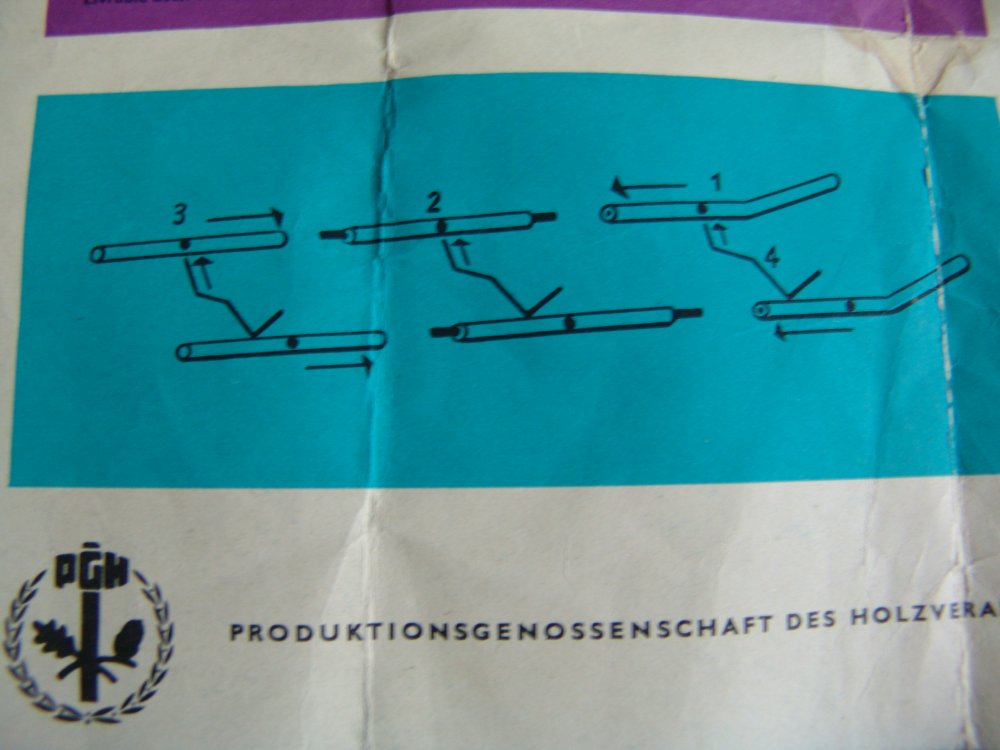 3 2 1
4
PGH
PRODUKTIONSGENOSSENSCHAFT DES HOLZVERA